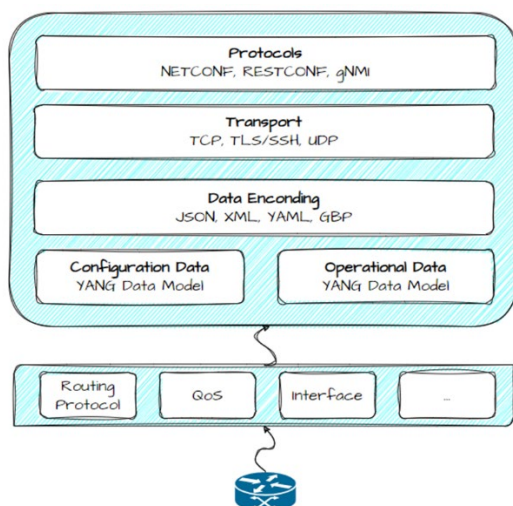 Protocols
NETCONF, RESTCONF, gNMI
Transport
TCP, TLS/SSH, UDP
Data Enconding
JSON, XML, YAML, GBP
Configuration Data
YANG Data Model
Operational Data
YANG Data Model
Routing
Protocol
QoS
Interface
...